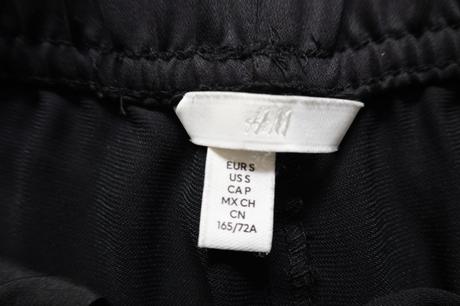 H&M
EUR S
US S
CA P
MX CH
CN
165/72A